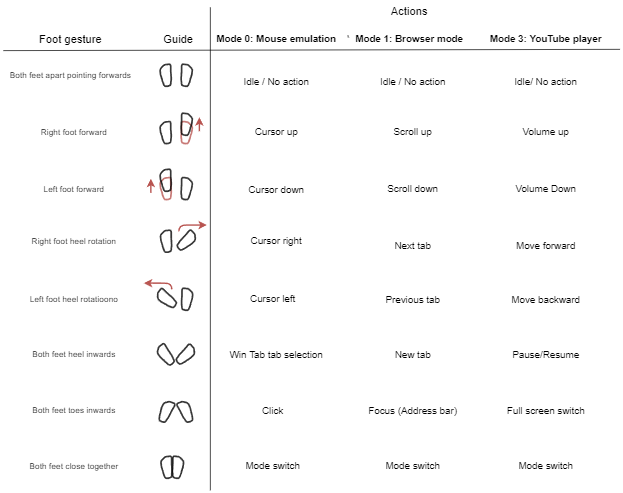 Actions
Foot gesture Guide Mode 0: Mouse emulation Mode 1: Browser mode Mode 3: YouTube player
Both feet apart pointing forwards Idle / No action Idle / No action Idle/ No action
Right foot forward Cursor up Scroll up Volume up
Left foot forward Cursor down Scroll down Volume Down
Right foot heel rotation Cursor right Next tab Move forward
Left foot heel rotatioono Cursor left Previous tab Move backward
Both feet heel inwards Win Tab tab selection New tab Pause/Resume
Both feet toes inwards Click Focus (Address bar) Full screen switch
Both feet close together Mode switch Mode switch Mode switch